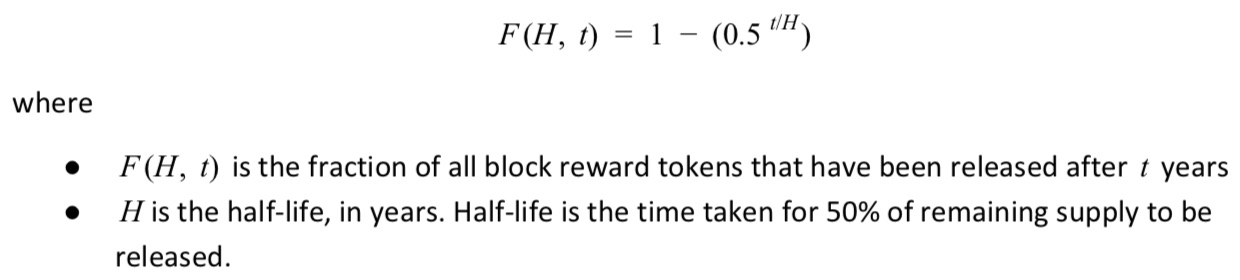 F(H, t) = 1 − (0.5 ^{t/H})
where
● F(H, t) is the fraction of all block reward tokens that have been released after t years
● H is the half-life, in years. Half-life is the time taken for 50% of remaining supply to be
released.